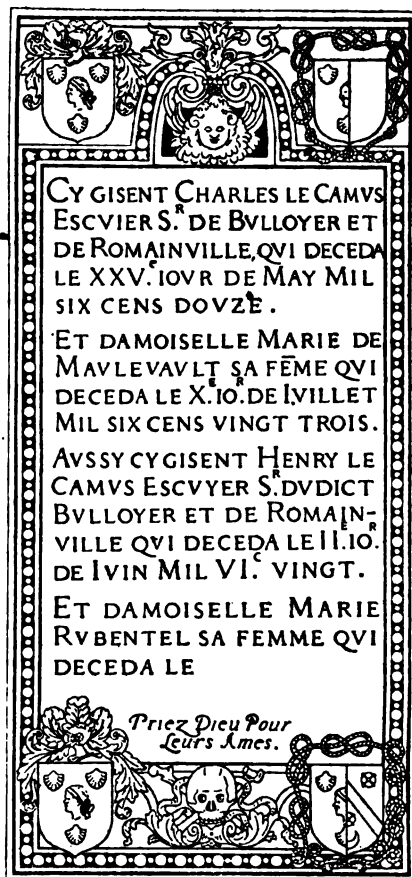 CY GISENT CHARLES LE CAMVS
ESCVIER S.R DE BVLLOYER ET
DE ROMAINVILLE, QVI DECEDA
LE XXV.e IOVR DE MAY MIL
SIX CENS DOVZE.
ET DAMOISELLE MARIE DE
MAVLEVAVLT SA FĒME QVI
DECEDA LE X.E IO.R DE IVILLET
MIL SIX CENS VINGT TROIS.
AVSSY CY GISENT HENRY LE
CAMVS ESCVYER S.R DVDICT
BVLLOYER ET DE ROMAIN-
VILLE QVI DECEDA LE II.E IO.R
DE IVIN MIL VI.C VINGT.
ET DAMOISELLE MARIE
RVBENTEL SA FEMME QVI
DECEDA LE
Priez Dieu Pour
Leurs Ames.